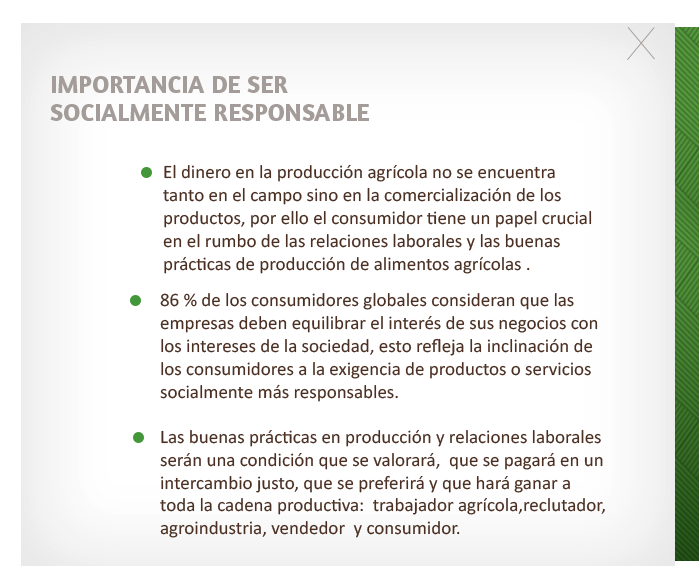 IMPORTANCIA DE SER
SOCIALMENTE RESPONSABLE
El dinero en la producción agrícola no se encuentra
tanto en el campo sino en la comercialización de los
productos, por ello el consumidor tiene un papel crucial
en el rumbo de las relaciones laborales y las buenas
prácticas de producción de alimentos agrícolas .
86 % de los consumidores globales consideran que las
empresas deben equilibrar el interés de sus negocios con
los intereses de la sociedad, esto refleja la inclinación de
los consumidores a la exigencia de productos o servicios
socialmente más responsables.
Las buenas prácticas en producción y relaciones laborales
serán una condición que se valorará,  que se pagará en un
intercambio justo, que se preferirá y que hará ganar a
toda la cadena productiva:  trabajador agrícola,reclutador,
agroindustria, vendedor  y consumidor.